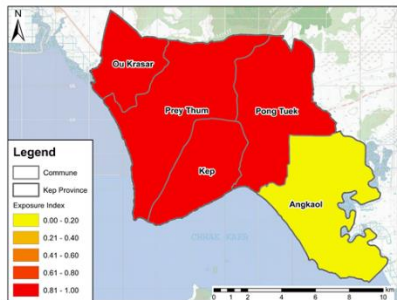 N
Ou Krasar
Prey Thum
Pong Tuek
Kep
Angkaol
Legend
Commune
Kep Province
Exposure Index
0.00 - 0.20
0.21 - 0.40
0.41 - 0.60
0.61 - 0.80
0.81 - 1.00
0 1 2 4 6 8 10
km